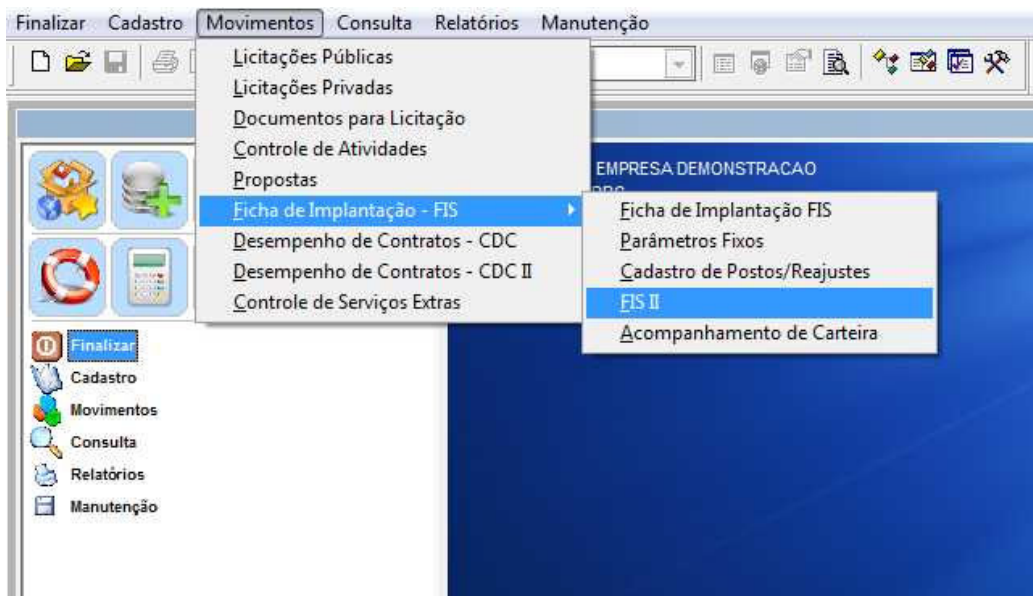 Finalizar Cadastro Movimentos Consulta Relatórios Manutenção
Licitações Públicas
Licitações Privadas
Documentos para Licitação
Controle de Atividades
Propostas
Ficha de Implantação - FIS
Desempenho de Contratos - CDC
Desempenho de Contratos - CDC II
Controle de Serviços Extras
EMPRESA DEMONSTRACAO
Ficha de Implantação FIS
Parâmetros Fixos
Cadastro de Postos/Reajustes
FIS II
Acompanhamento de Carteira
Finalizar
Cadastro
Movimentos
Consulta
Relatórios
Manutenção